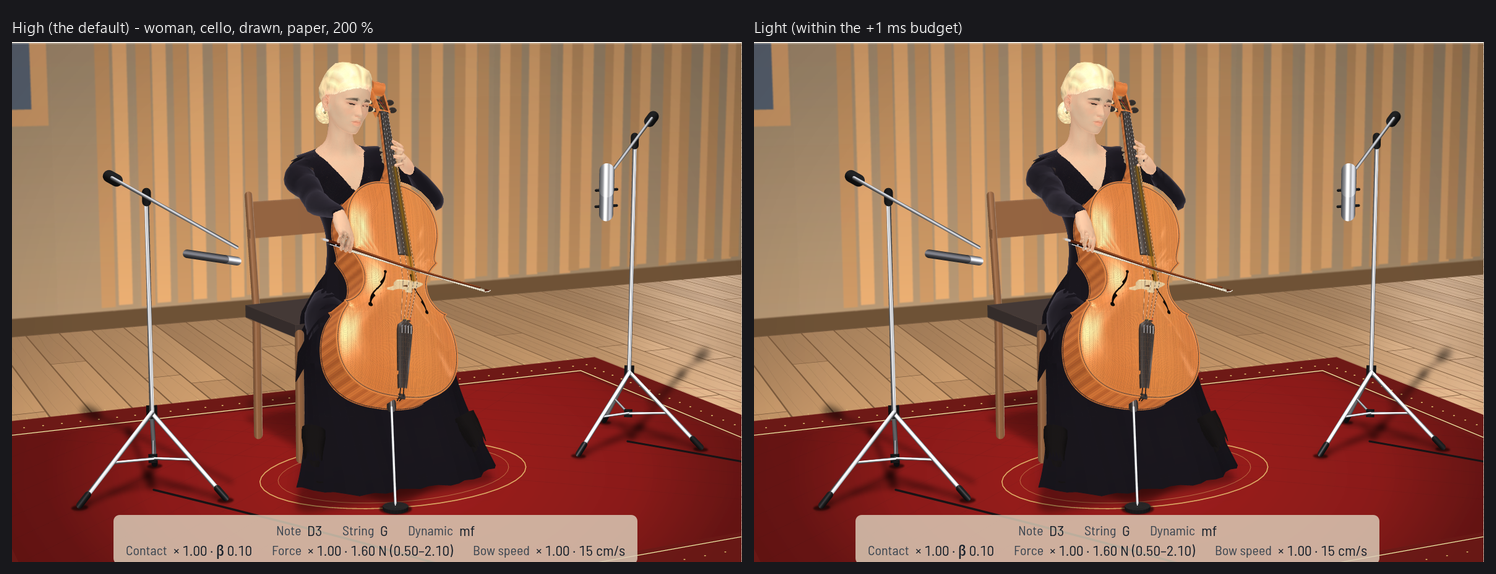 High (the default) - woman, cello, drawn, paper, 200 %
Light (within the +1 ms budget)
Note D3 String G Dynamic mf
Contact × 1.00 · β 0.10 Force × 1.00 · 1.60 N (0.50–2.10) Bow speed × 1.00 · 15 cm/s
Note D3 String G Dynamic mf
Contact × 1.00 · β 0.10 Force × 1.00 · 1.60 N (0.50–2.10) Bow speed × 1.00 · 15 cm/s